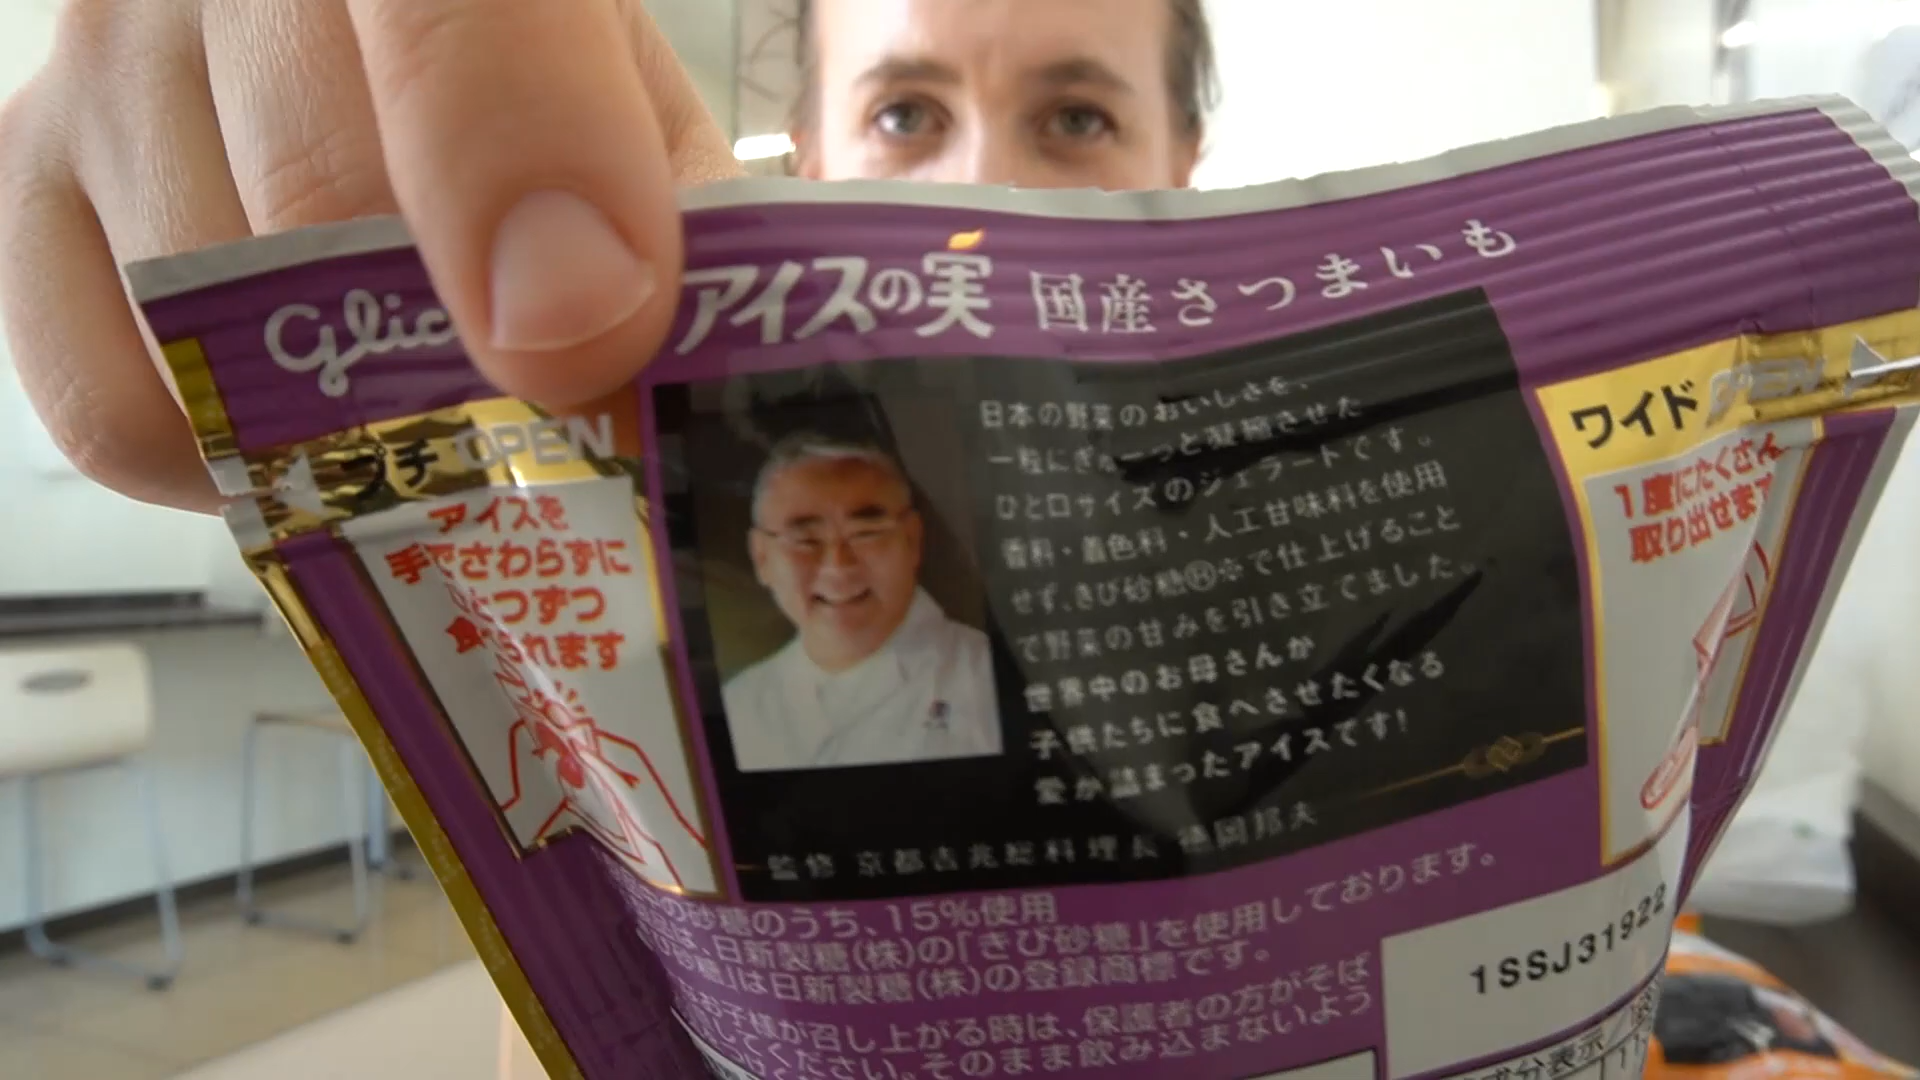 Glic
アイスの実 国産さつまいも
プチ OPEN
アイスを
手でさわらずに
ひとつずつ
食べられます
日本の野菜のおいしさを、
一粒にぎゅーっと凝縮させた
ひと口サイズのジェラートです。
香料・着色料・人工甘味料を使用
せず、きび砂糖Ⓡ※で仕上げること
で野菜の甘みを引き立てました。
世界中のお母さんが
子供たちに食べさせたくなる
愛が詰まったアイスです!
監修 京都吉兆総料理長 徳岡邦夫
ワイド OPEN
1度にたくさん
取り出せます
の砂糖のうち、15%使用
は、日新製糖(株)の「きび砂糖」を使用しております。
糖」は日新製糖(株)の登録商標です。
お子様が召し上がる時は、保護者の方がそば
してください。そのまま飲み込まないよう
1SSJ31922
成分表示